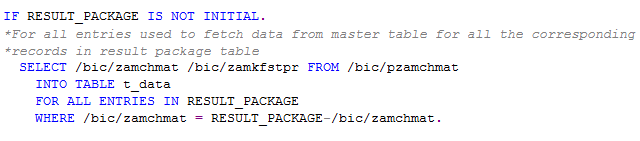 IF RESULT_PACKAGE IS NOT INITIAL.
*For all entries used to fetch data from master table for all the corresponding
*records in result package table
SELECT /bic/zamchmat /bic/zamkfstpr FROM /bic/pzamchmat
INTO TABLE t_data
FOR ALL ENTRIES IN RESULT_PACKAGE
WHERE /bic/zamchmat = RESULT_PACKAGE-/bic/zamchmat.